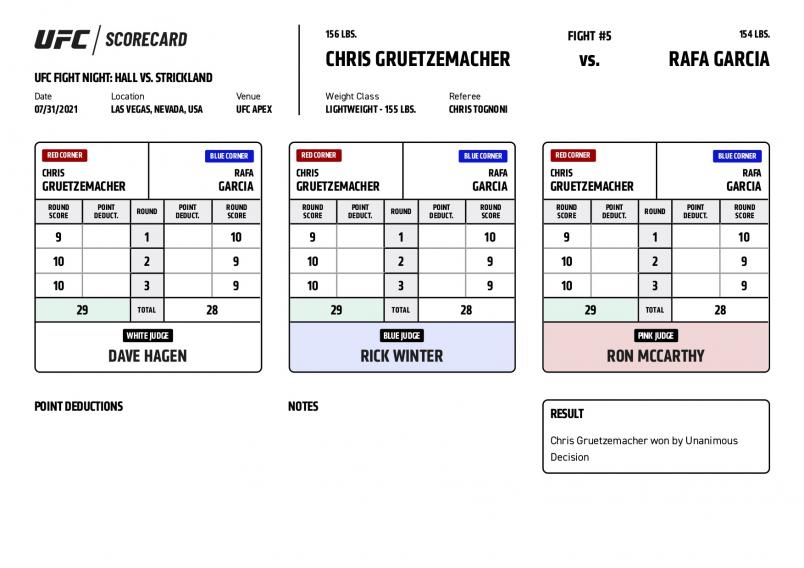 UFC SCORECARD
UFC FIGHT NIGHT: HALL VS. STRICKLAND
Date Location Venue
07/31/2021 LAS VEGAS, NEVADA, USA UFC APEX
156 LBS. FIGHT #5 154 LBS.
CHRIS GRUETZEMACHER VS. RAFA GARCIA
Weight Class Referee
LIGHTWEIGHT - 155 LBS. CHRIS TOGNONI
RED CORNER BLUE CORNER
CHRIS RAFA
GRUETZEMACHER GARCIA
ROUND POINT ROUND POINT ROUND
SCORE DEDUCT. DEDUCT. SCORE
9 1 10
10 2 9
10 3 9
29 TOTAL 28
WHITE JUDGE
DAVE HAGEN
RED CORNER BLUE CORNER
CHRIS RAFA
GRUETZEMACHER GARCIA
ROUND POINT ROUND POINT ROUND
SCORE DEDUCT. DEDUCT. SCORE
9 1 10
10 2 9
10 3 9
29 TOTAL 28
BLUE JUDGE
RICK WINTER
RED CORNER BLUE CORNER
CHRIS RAFA
GRUETZEMACHER GARCIA
ROUND POINT ROUND POINT ROUND
SCORE DEDUCT. DEDUCT. SCORE
9 1 10
10 2 9
10 3 9
29 TOTAL 28
PINK JUDGE
RON MCCARTHY
POINT DEDUCTIONS
NOTES
RESULT
Chris Gruetzemacher won by Unanimous
Decision